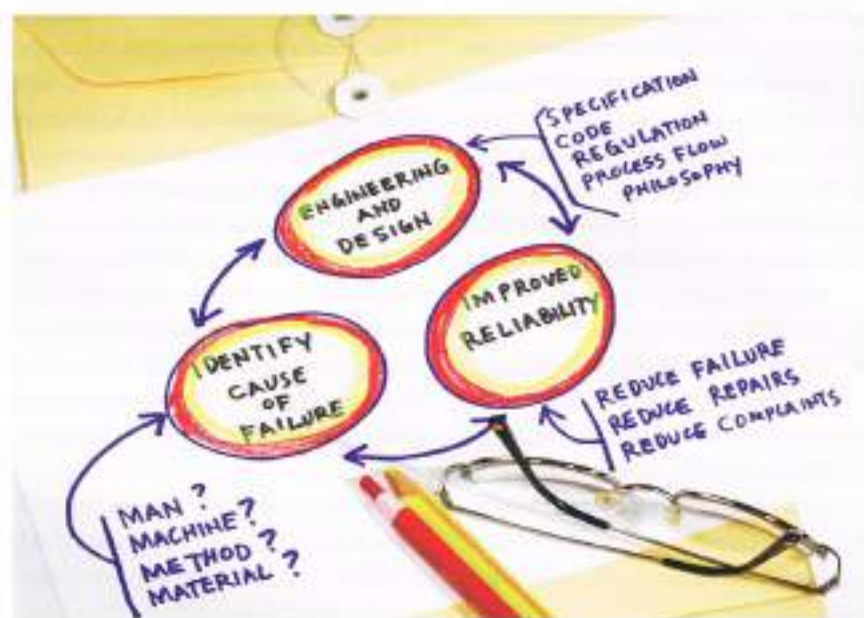 SPECIFICATION
CODE
REGULATION
PROCESS FLOW
PHILOSOPHY
ENGINEERING
AND
DESIGN
IMPROVED
RELIABILITY
IDENTIFY
CAUSE
OF
FAILURE
REDUCE FAILURE
REDUCE REPAIRS
REDUCE COMPLAINTS
MAN ?
MACHINE ?
METHOD ?
MATERIAL ?